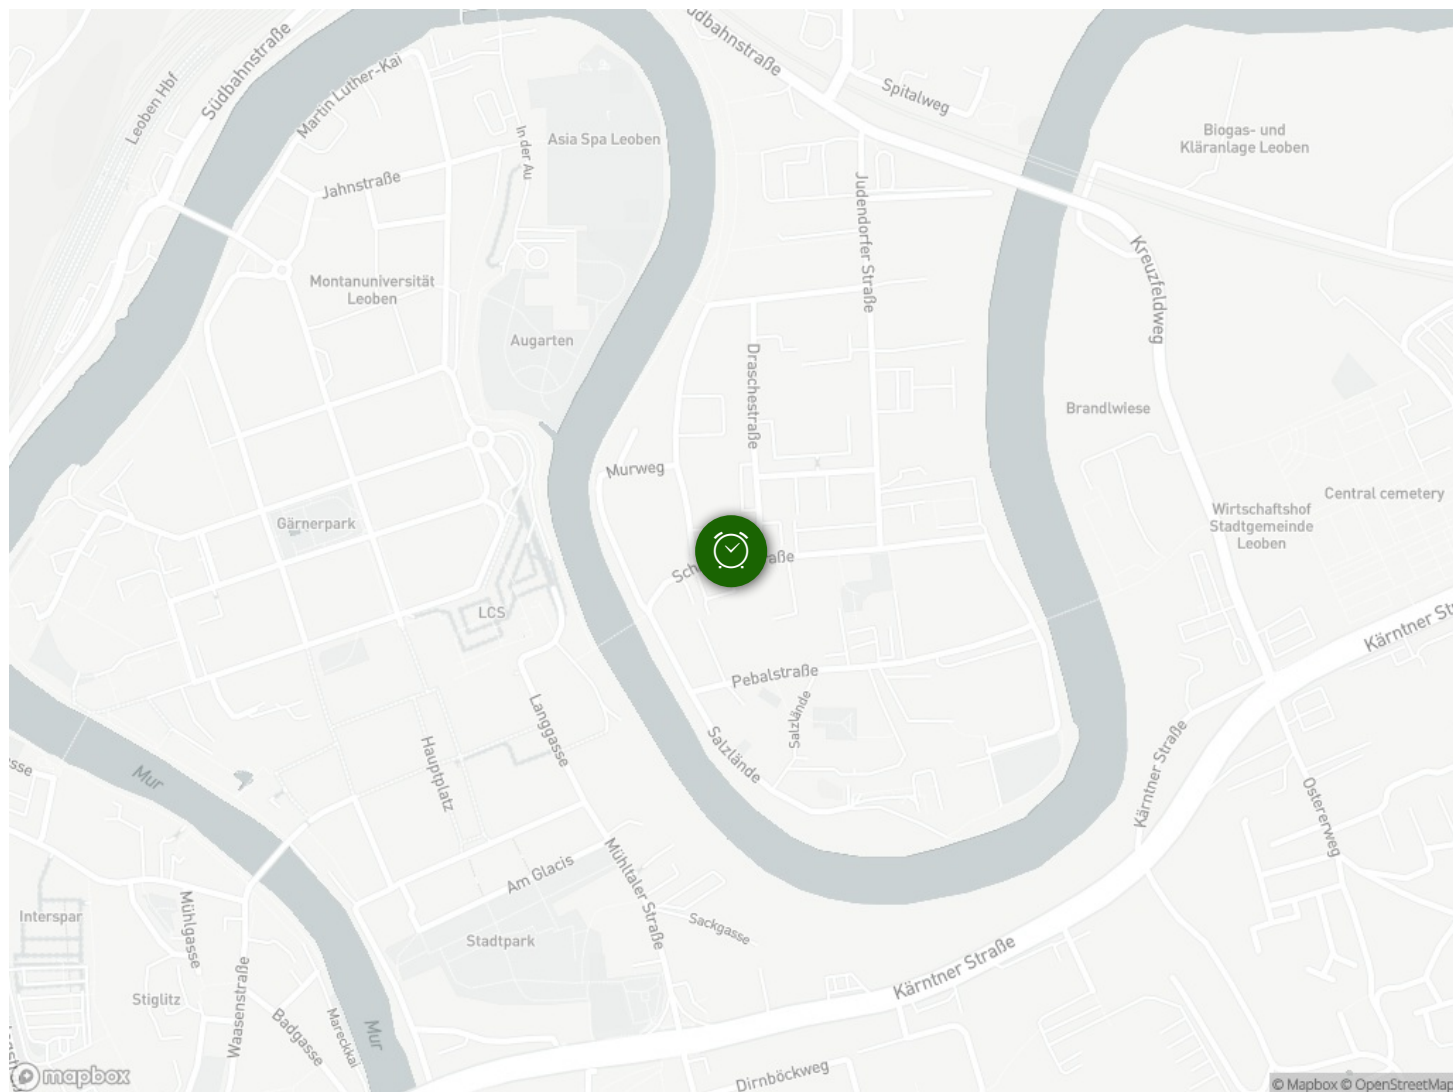 Südbahnstraße
Leoben Hbf
Südbahnstraße
Martin Luther-Kai
Spitalweg
Asia Spa Leoben
In der Au
Biogas- und
Kläranlage Leoben
Jahnstraße
Judendorfer Straße
Kreuzfeldweg
Montanuniversität
Leoben
Augarten
Draschestraße
Brandlwiese
Murweg
Central cemetery
Wirtschaftshof
Stadtgemeinde
Leoben
Gärnerpark
LCS
Pebalstraße
Salzlände
Salzlände
Langgasse
Hauptplatz
Kärntner Str
Kärntner Straße
Mur
Ostererweg
Am Glacis
Mühltaler Straße
Sackgasse
Stadtpark
Interspar
Mühlgasse
Kärntner Straße
Stiglitz
Waasenstraße
Badgasse
Mareckkai
Mur
Dirnböckweg
mapbox
© Mapbox © OpenStreetMap